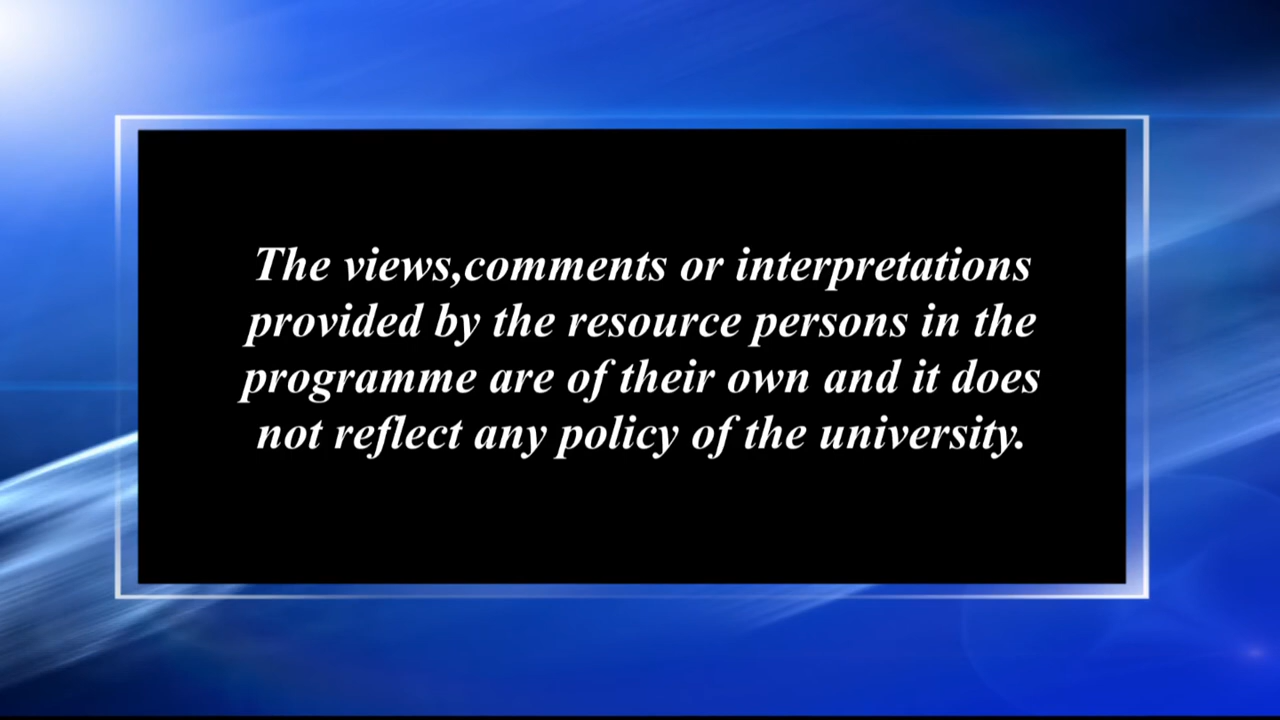 The views,comments or interpretations
provided by the resource persons in the
programme are of their own and it does
not reflect any policy of the university.